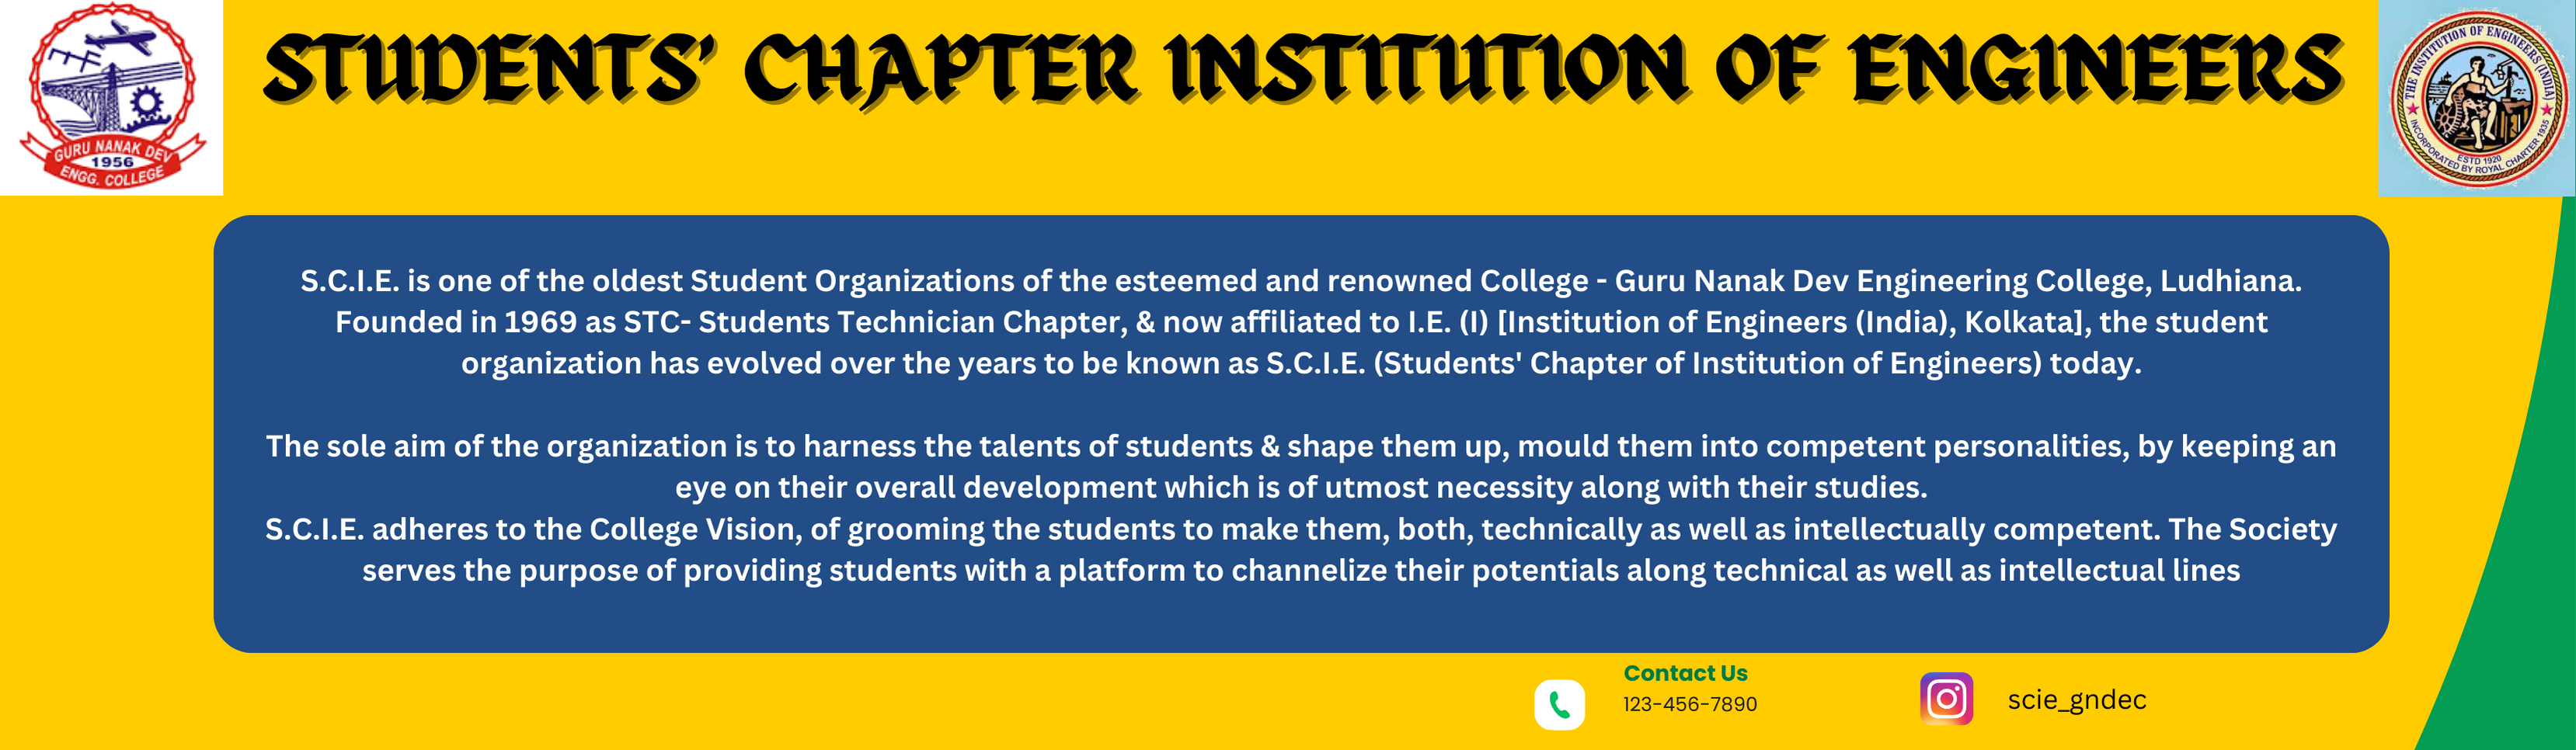 STUDENTS' CHAPTER INSTITUTION OF ENGINEERS
GURU NANAK DEV
1956
ENGG. COLLEGE
THE INSTITUTION OF ENGINEERS (INDIA)
ESTD 1920
INCORPORATED BY ROYAL CHARTER 1935
S.C.I.E. is one of the oldest Student Organizations of the esteemed and renowned College - Guru Nanak Dev Engineering College, Ludhiana.
Founded in 1969 as STC- Students Technician Chapter, & now affiliated to I.E. (I) [Institution of Engineers (India), Kolkata], the student
organization has evolved over the years to be known as S.C.I.E. (Students' Chapter of Institution of Engineers) today.
The sole aim of the organization is to harness the talents of students & shape them up, mould them into competent personalities, by keeping an
eye on their overall development which is of utmost necessity along with their studies.
S.C.I.E. adheres to the College Vision, of grooming the students to make them, both, technically as well as intellectually competent. The Society
serves the purpose of providing students with a platform to channelize their potentials along technical as well as intellectual lines
Contact Us
123-456-7890
scie_gndec